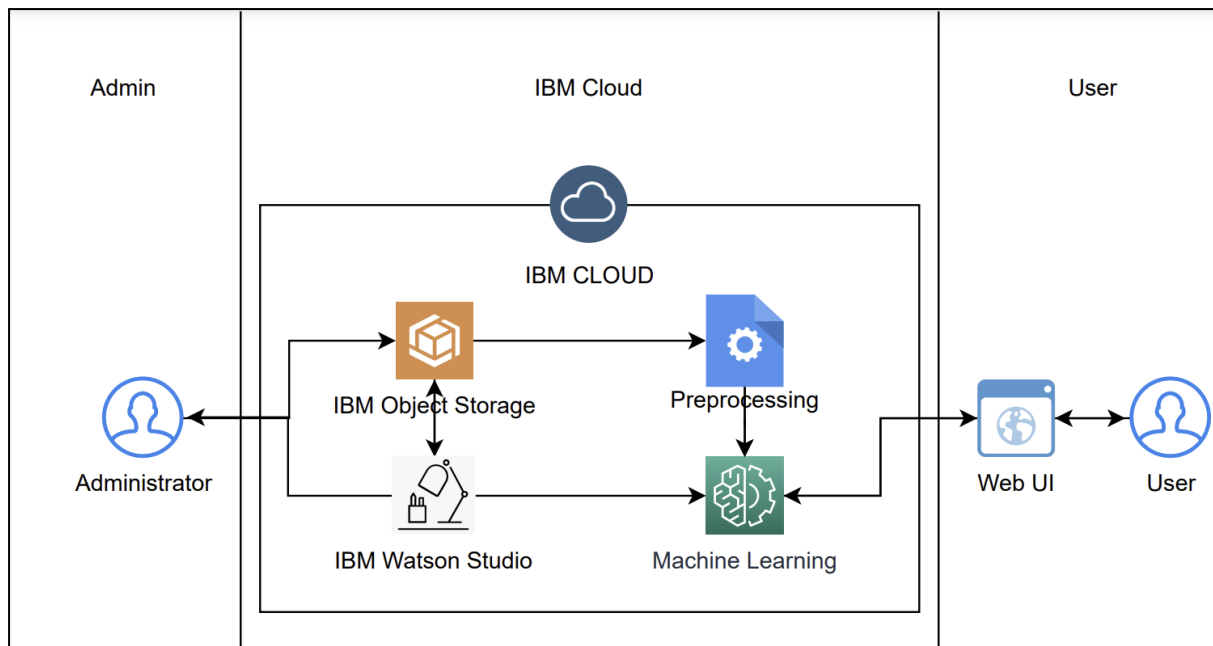 Admin
IBM Cloud
User
IBM CLOUD
IBM Object Storage
Preprocessing
Administrator
Web UI
User
IBM Watson Studio
Machine Learning